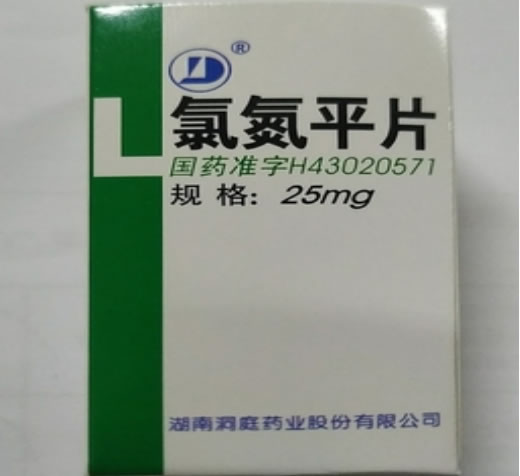 ®
氯氮平片
国药准字H43020571
规格：25mg
湖南洞庭药业股份有限公司